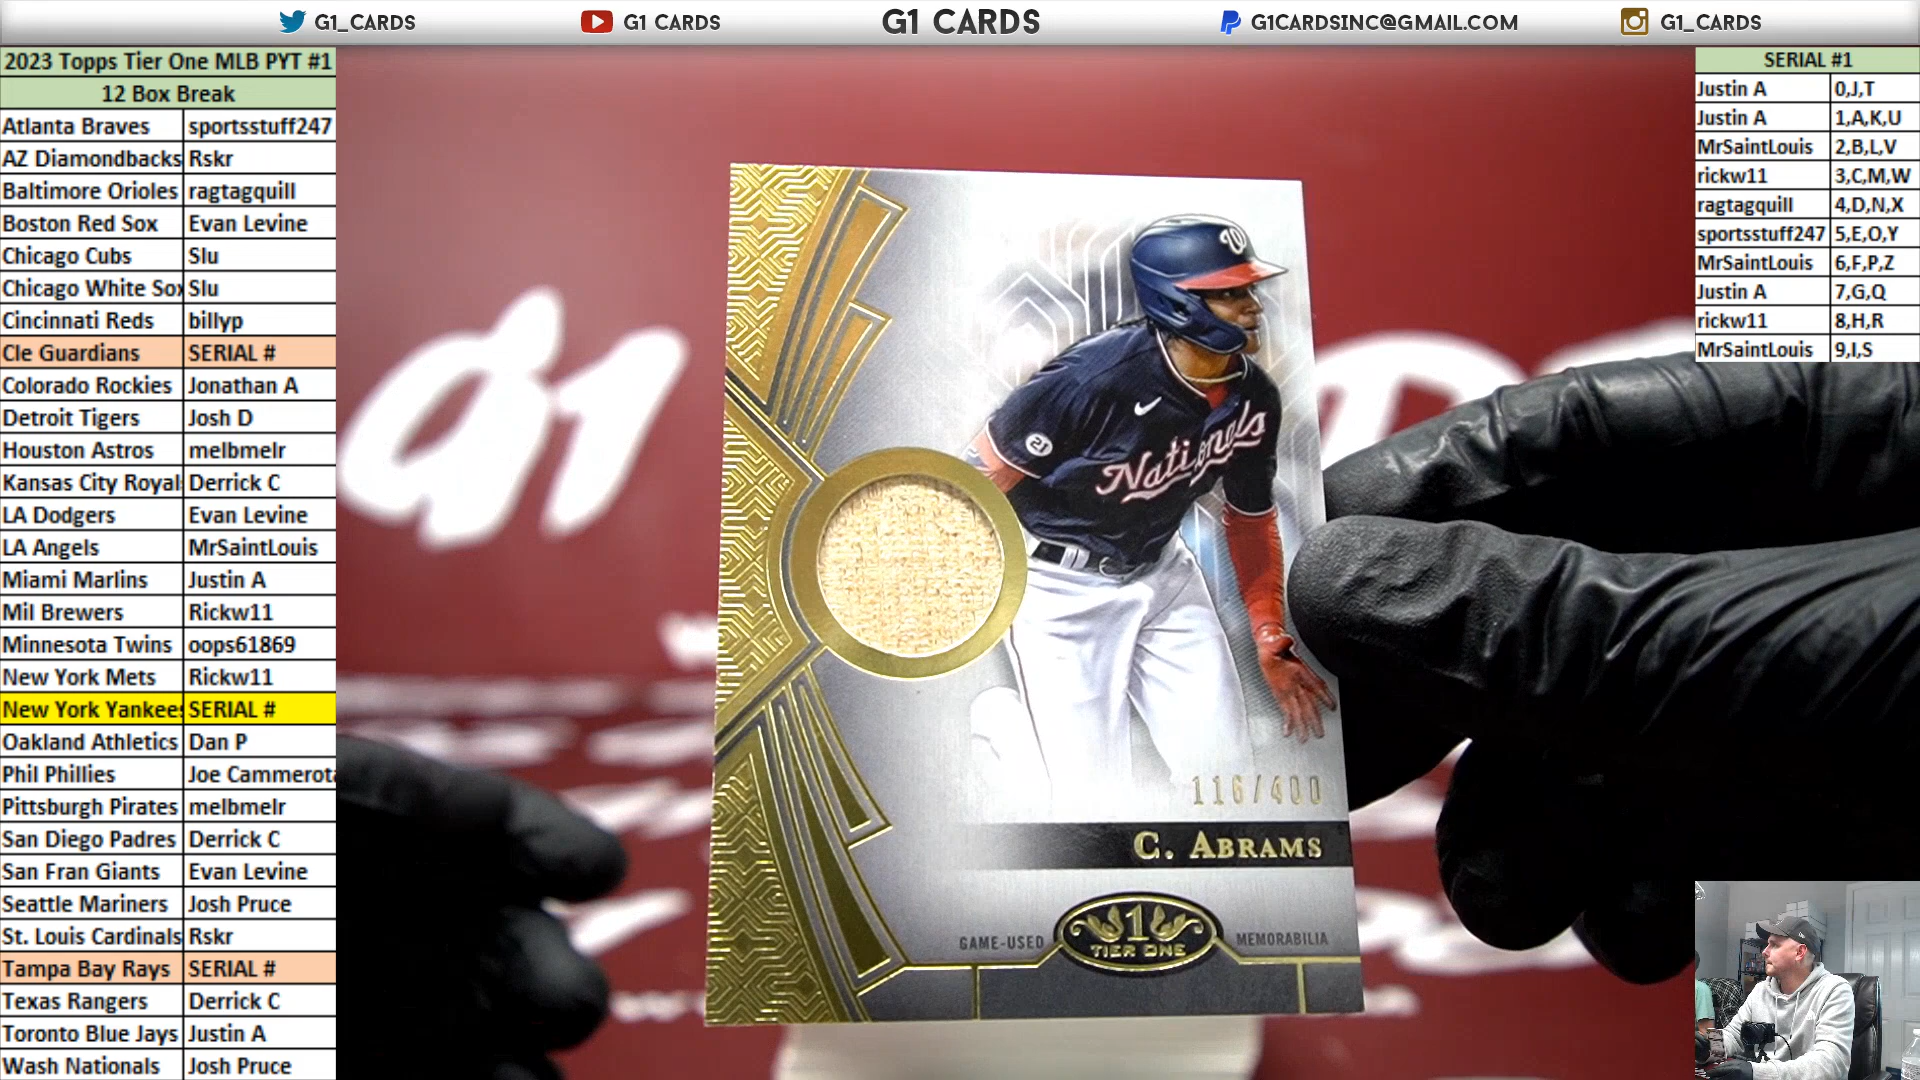 G1_CARDS G1 CARDS G1 CARDS G1CARDSINC@GMAIL.COM G1_CARDS
2023 Topps Tier One MLB PYT #1
12 Box Break
Atlanta Braves sportsstuff247
AZ Diamondbacks Rskr
Baltimore Orioles ragtagquill
Boston Red Sox Evan Levine
Chicago Cubs Slu
Chicago White Sox Slu
Cincinnati Reds billyp
Cle Guardians SERIAL #
Colorado Rockies Jonathan A
Detroit Tigers Josh D
Houston Astros melbmelr
Kansas City Royal Derrick C
LA Dodgers Evan Levine
LA Angels MrSaintLouis
Miami Marlins Justin A
Mil Brewers Rickw11
Minnesota Twins oops61869
New York Mets Rickw11
New York Yankees SERIAL #
Oakland Athletics Dan P
Phil Phillies Joe Cammerota
Pittsburgh Pirates melbmelr
San Diego Padres Derrick C
San Fran Giants Evan Levine
Seattle Mariners Josh Pruce
St. Louis Cardinals Rskr
Tampa Bay Rays SERIAL #
Texas Rangers Derrick C
Toronto Blue Jays Justin A
Wash Nationals Josh Pruce
G1
W
21
Nationals
116/400
C. ABRAMS
GAME-USED 1 MEMORABILIA
TIER ONE
SERIAL #1
Justin A 0,J,T
Justin A 1,A,K,U
MrSaintLouis 2,B,L,V
rickw11 3,C,M,W
ragtagquill 4,D,N,X
sportsstuff247 5,E,O,Y
MrSaintLouis 6,F,P,Z
Justin A 7,G,Q
rickw11 8,H,R
MrSaintLouis 9,I,S